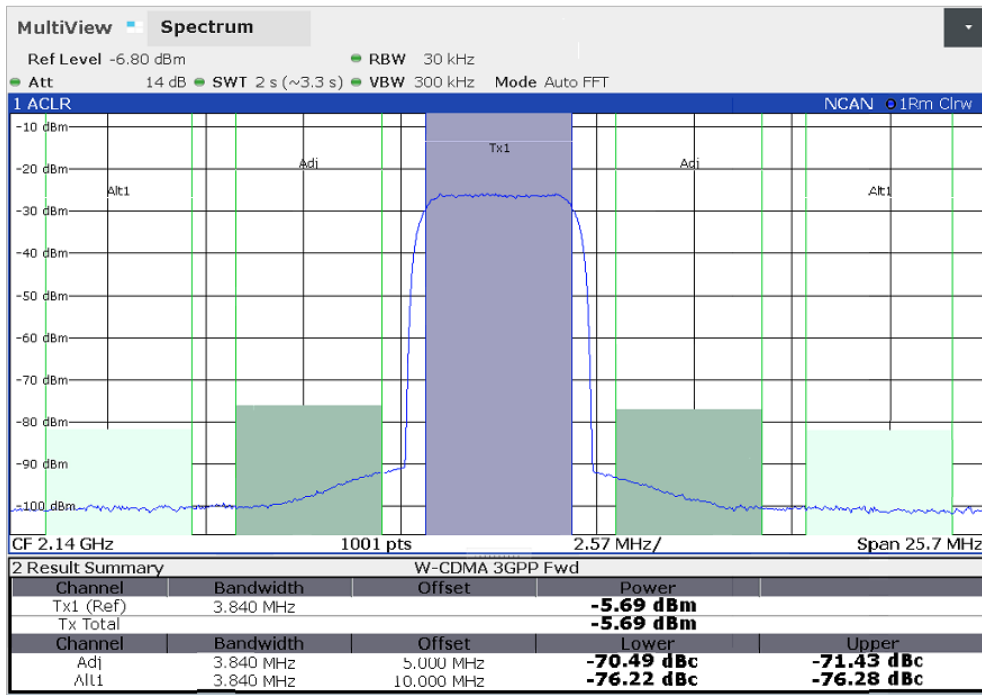 MultiView Spectrum
Ref Level -6.80 dBm RBW 30 kHz
Att 14 dB SWT 2 s (~3.3 s) VBW 300 kHz Mode Auto FFT
1 ACLR NCAN 1Rm Clrw
-10 dBm
Tx1
Adj Adj
-20 dBm
Alt1 Alt1
-30 dBm
-40 dBm
-50 dBm
-60 dBm
-70 dBm
-80 dBm
-90 dBm
-100 dBm
CF 2.14 GHz 1001 pts 2.57 MHz/ Span 25.7 MHz
2 Result Summary W-CDMA 3GPP Fwd
Channel Bandwidth Offset Power
Tx1 (Ref) 3.840 MHz -5.69 dBm
Tx Total -5.69 dBm
Channel Bandwidth Offset Lower Upper
Adj 3.840 MHz 5.000 MHz -70.49 dBc -71.43 dBc
Alt1 3.840 MHz 10.000 MHz -76.22 dBc -76.28 dBc